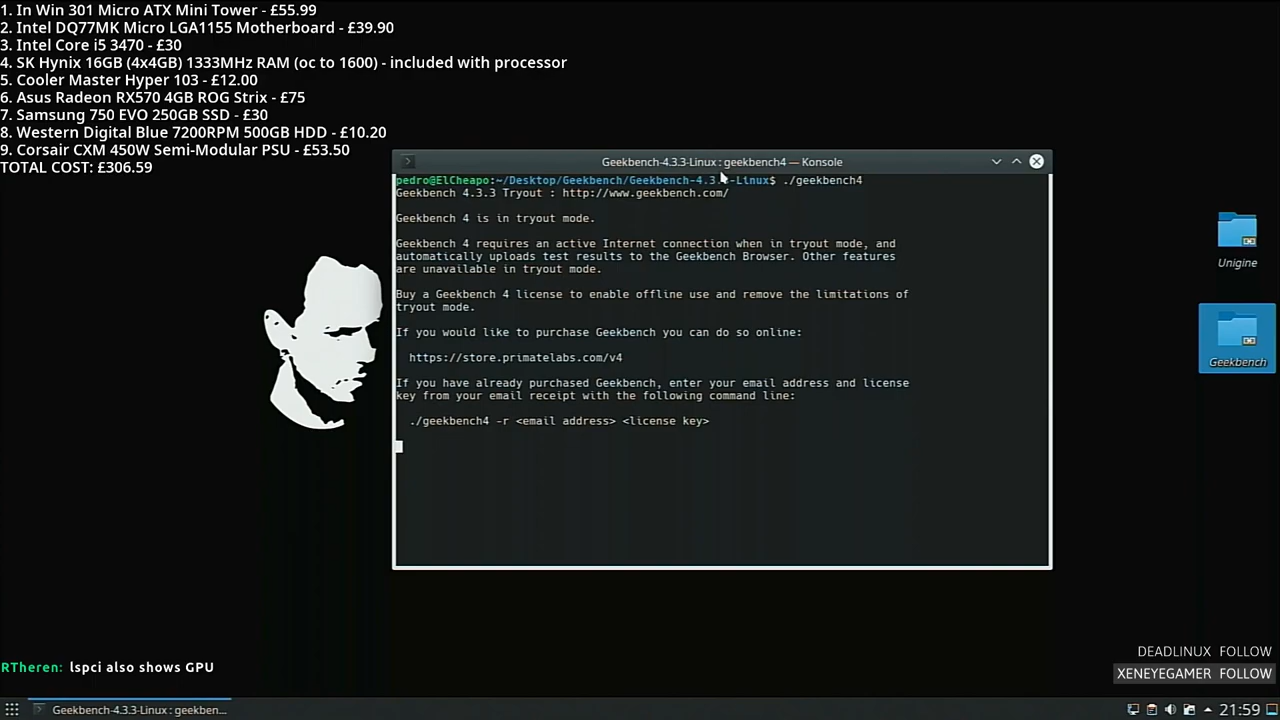 1. In Win 301 Micro ATX Mini Tower - £55.99
2. Intel DQ77MK Micro LGA1155 Motherboard - £39.90
3. Intel Core i5 3470 - £30
4. SK Hynix 16GB (4x4GB) 1333MHz RAM (oc to 1600) - included with processor
5. Cooler Master Hyper 103 - £12.00
6. Asus Radeon RX570 4GB ROG Strix - £75
7. Samsung 750 EVO 250GB SSD - £30
8. Western Digital Blue 7200RPM 500GB HDD - £10.20
9. Corsair CXM 450W Semi-Modular PSU - £53.50
TOTAL COST: £306.59
Geekbench-4.3.3-Linux : geekbench4 — Konsole
pedro@ElCheapo:~/Desktop/Geekbench/Geekbench-4.3.3-Linux$ ./geekbench4
Geekbench 4.3.3 Tryout : http://www.geekbench.com/
Geekbench 4 is in tryout mode.
Geekbench 4 requires an active Internet connection when in tryout mode, and
automatically uploads test results to the Geekbench Browser. Other features
are unavailable in tryout mode.
Buy a Geekbench 4 license to enable offline use and remove the limitations of
tryout mode.
If you would like to purchase Geekbench you can do so online:
https://store.primatelabs.com/v4
If you have already purchased Geekbench, enter your email address and license
key from your email receipt with the following command line:
./geekbench4 -r <email address> <license key>
Unigine
Geekbench
RTheren: lspci also shows GPU
DEADLINUX FOLLOW
XENEYEGAMER FOLLOW
Geekbench-4.3.3-Linux : geekben...
21:59